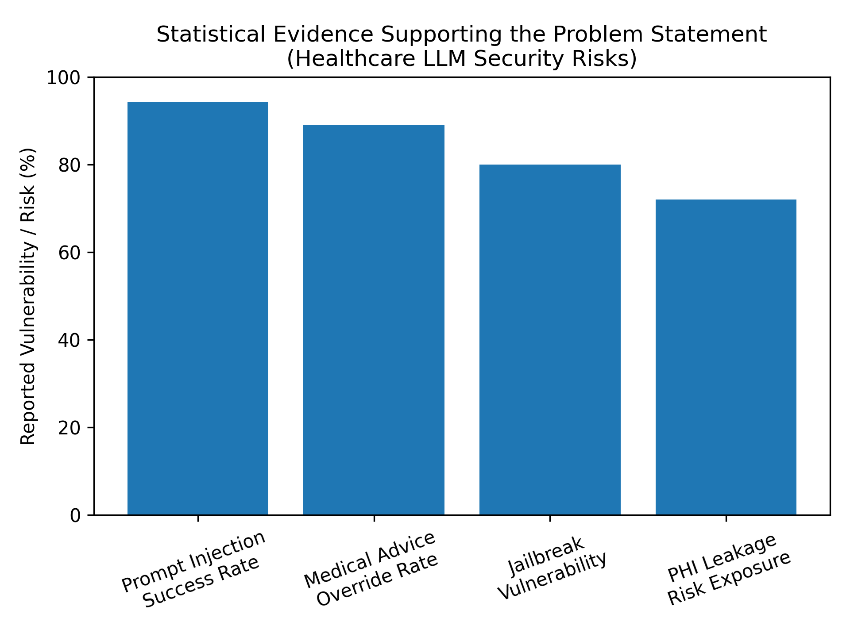 Statistical Evidence Supporting the Problem Statement
(Healthcare LLM Security Risks)
Reported Vulnerability / Risk (%)
100
80
60
40
20
0
Prompt Injection
Success Rate
Medical Advice
Override Rate
Jailbreak
Vulnerability
PHI Leakage
Risk Exposure